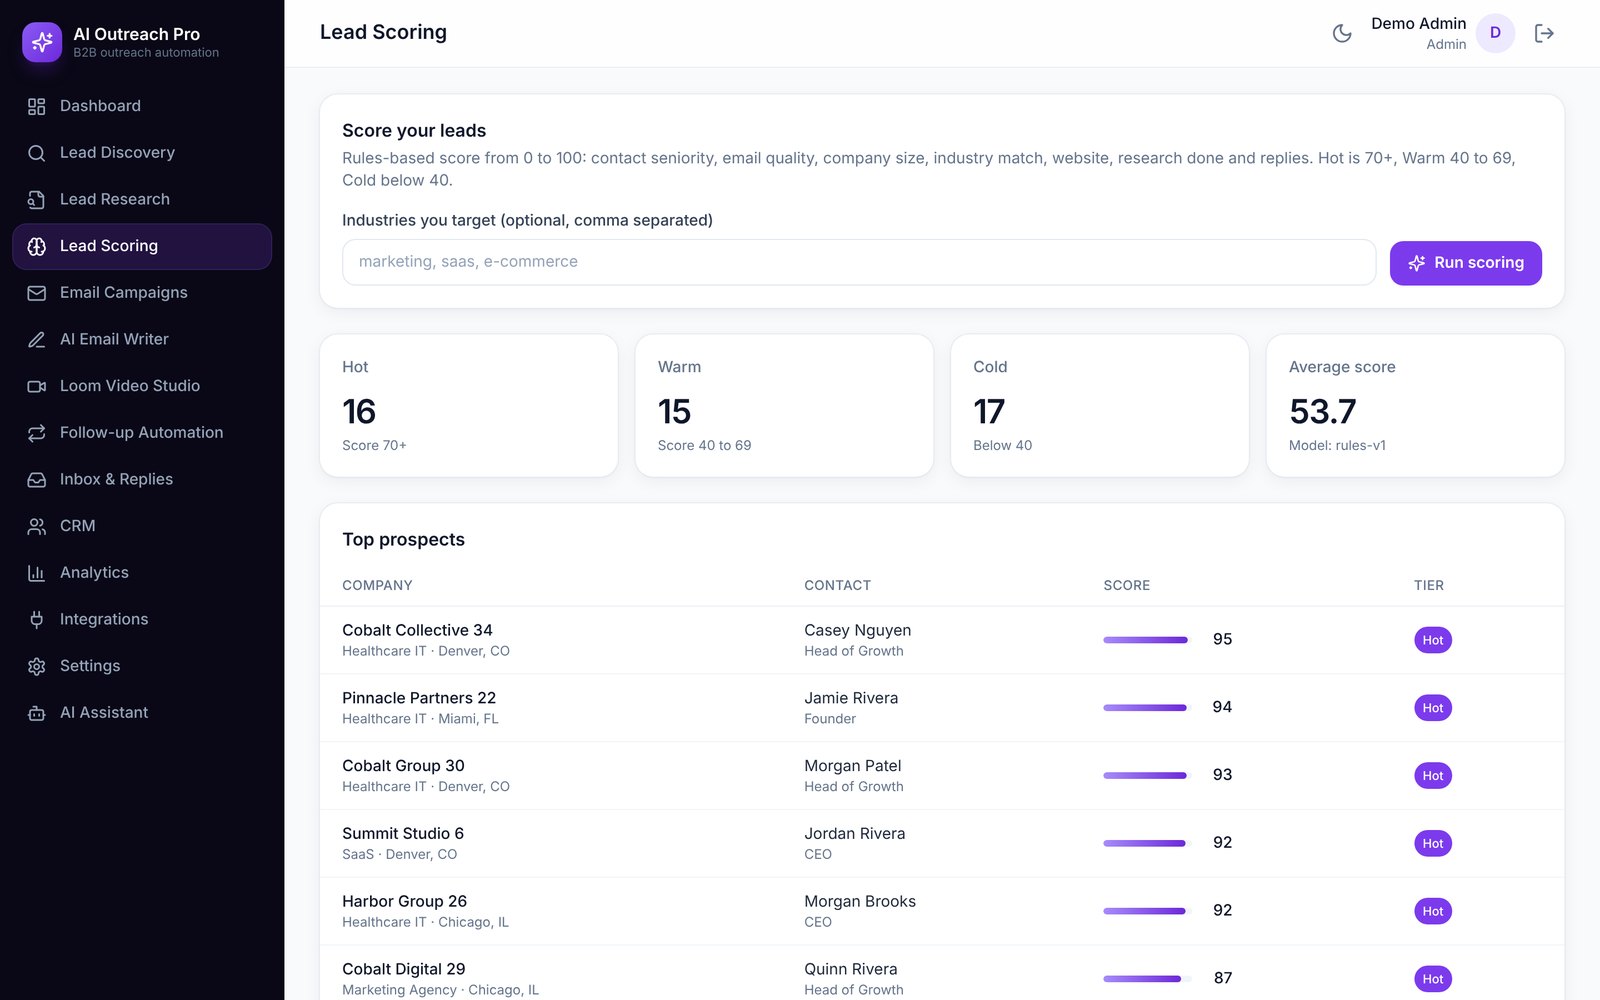 AI Outreach Pro
B2B outreach automation
Dashboard
Lead Discovery
Lead Research
Lead Scoring
Email Campaigns
AI Email Writer
Loom Video Studio
Follow-up Automation
Inbox & Replies
CRM
Analytics
Integrations
Settings
AI Assistant
Lead Scoring
Demo Admin
Admin
D
Score your leads
Rules-based score from 0 to 100: contact seniority, email quality, company size, industry match, website, research done and replies. Hot is 70+, Warm 40 to 69,
Cold below 40.
Industries you target (optional, comma separated)
marketing, saas, e-commerce
Run scoring
Hot
16
Score 70+
Warm
15
Score 40 to 69
Cold
17
Below 40
Average score
53.7
Model: rules-v1
Top prospects
COMPANY CONTACT SCORE TIER
Cobalt Collective 34 Casey Nguyen 95 Hot
Healthcare IT · Denver, CO Head of Growth
Pinnacle Partners 22 Jamie Rivera 94 Hot
Healthcare IT · Miami, FL Founder
Cobalt Group 30 Morgan Patel 93 Hot
Healthcare IT · Denver, CO Head of Growth
Summit Studio 6 Jordan Rivera 92 Hot
SaaS · Denver, CO CEO
Harbor Group 26 Morgan Brooks 92 Hot
Healthcare IT · Chicago, IL CEO
Cobalt Digital 29 Quinn Rivera 87 Hot
Marketing Agency · Chicago, IL Head of Growth